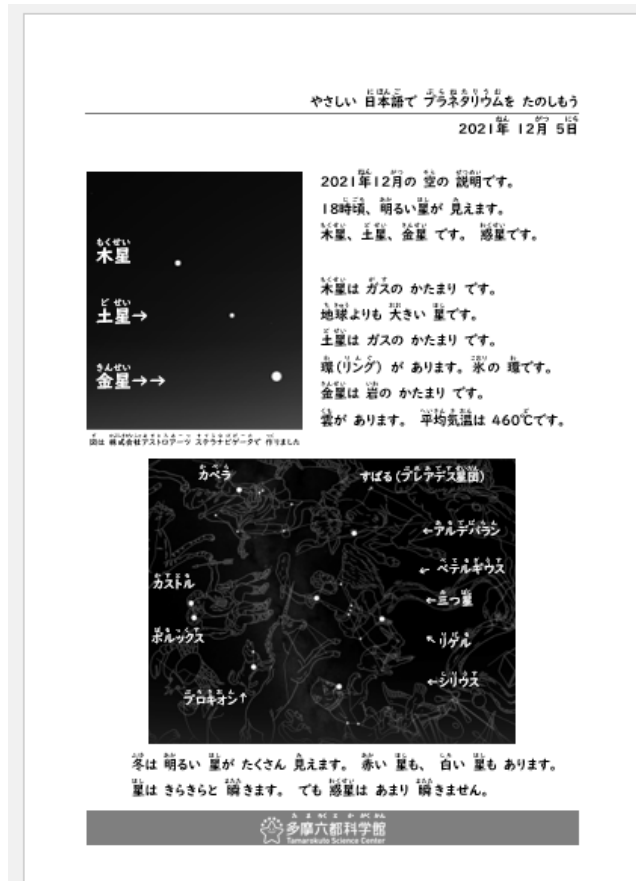 やさしい 日本語で プラネタリウムを たのしもう
2021年 12月 5日
2021年12月の 空の 説明です。
18時頃、明るい星が 見えます。
木星、土星、金星 です。 惑星です。
木星は ガスの かたまり です。
地球よりも 大きい 星です。
土星は ガスの かたまり です。
環(リング) が あります。氷の 環です。
金星は 岩の かたまり です。
雲が あります。 平均気温は 460℃です。
木星
土星→
金星→→
図は 株式会社アストロアーツ ステラナビゲータで 作りました
カペラ
すばる(プレアデス星団)
←アルデバラン
← ベテルギウス
カストル
←三つ星
ポルックス
↖リゲル
←シリウス
プロキオン↑
冬は 明るい 星が たくさん 見えます。 赤い 星も、白い 星も あります。
星は きらきらと 瞬きます。 でも 惑星は あまり 瞬きません。
多摩六都科学館
Tamarokuto Science Center